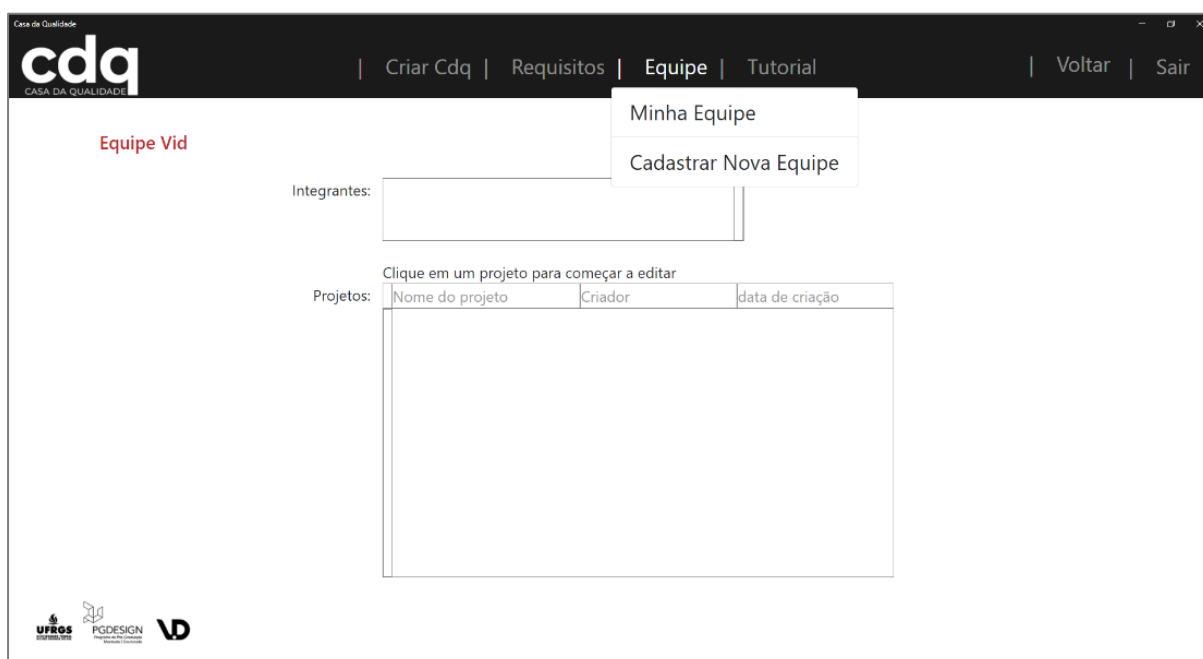 Casa da Qualidade
cdq
CASA DA QUALIDADE
| Criar Cdq | Requisitos | Equipe | Tutorial | Voltar | Sair
Minha Equipe
Cadastrar Nova Equipe
Equipe Vid
Integrantes:
Clique em um projeto para começar a editar
Projetos: Nome do projeto Criador data de criação
UFRGS
PGDESIGN
VD